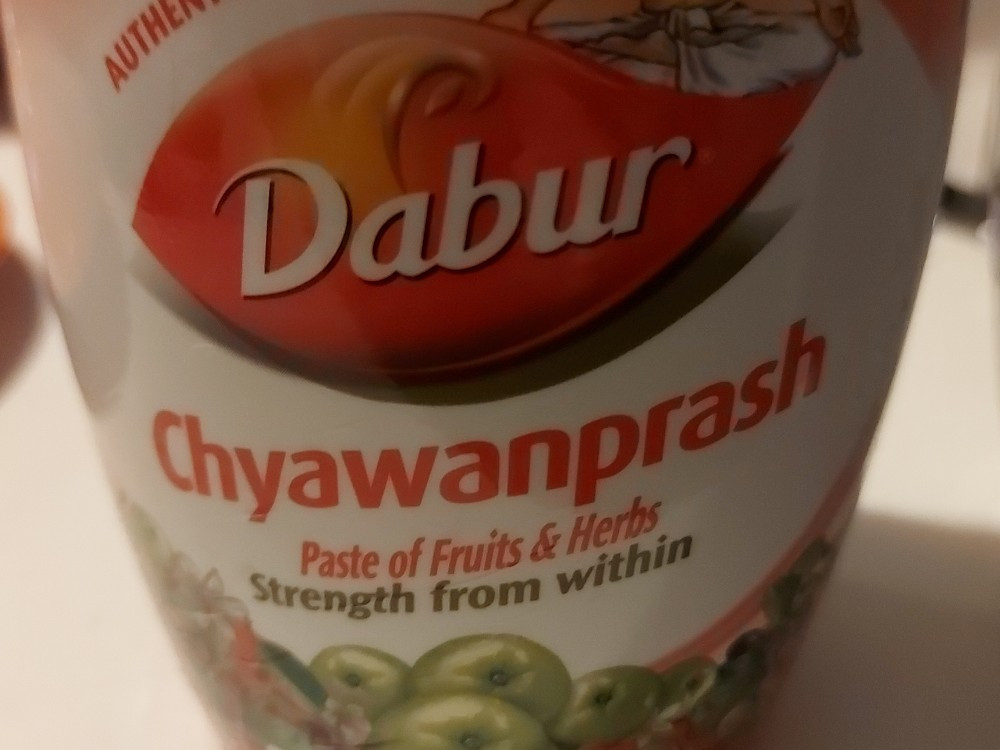 Dabur
Chyawanprash
Paste of Fruits & Herbs
Strength from within